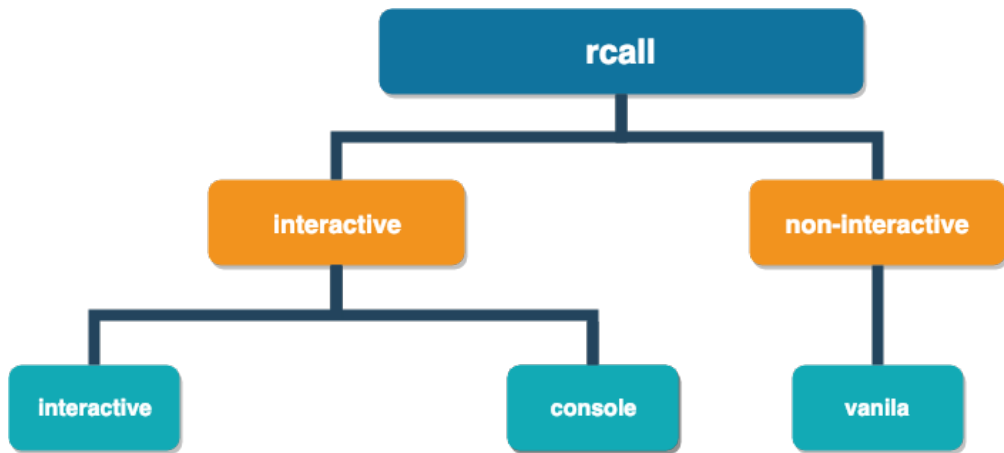 rcall
interactive
non-interactive
interactive
console
vanila